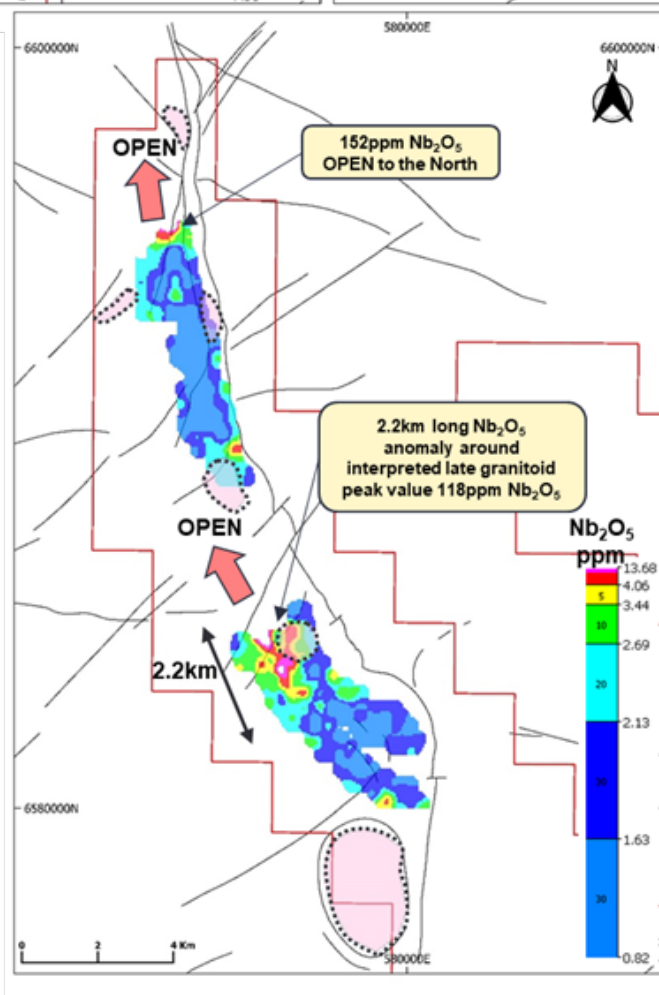 580000E
6600000N
6600000N
N
OPEN
152ppm Nb₂O₅
OPEN to the North
2.2km long Nb₂O₅
anomaly around
interpreted late granitoid
peak value 118ppm Nb₂O₅
OPEN
Nb₂O₅
ppm
13.68
4.06
5
3.44
10
2.69
20
2.13
30
1.63
30
0.82
2.2km
6580000N
0 2 4 Km
580000E